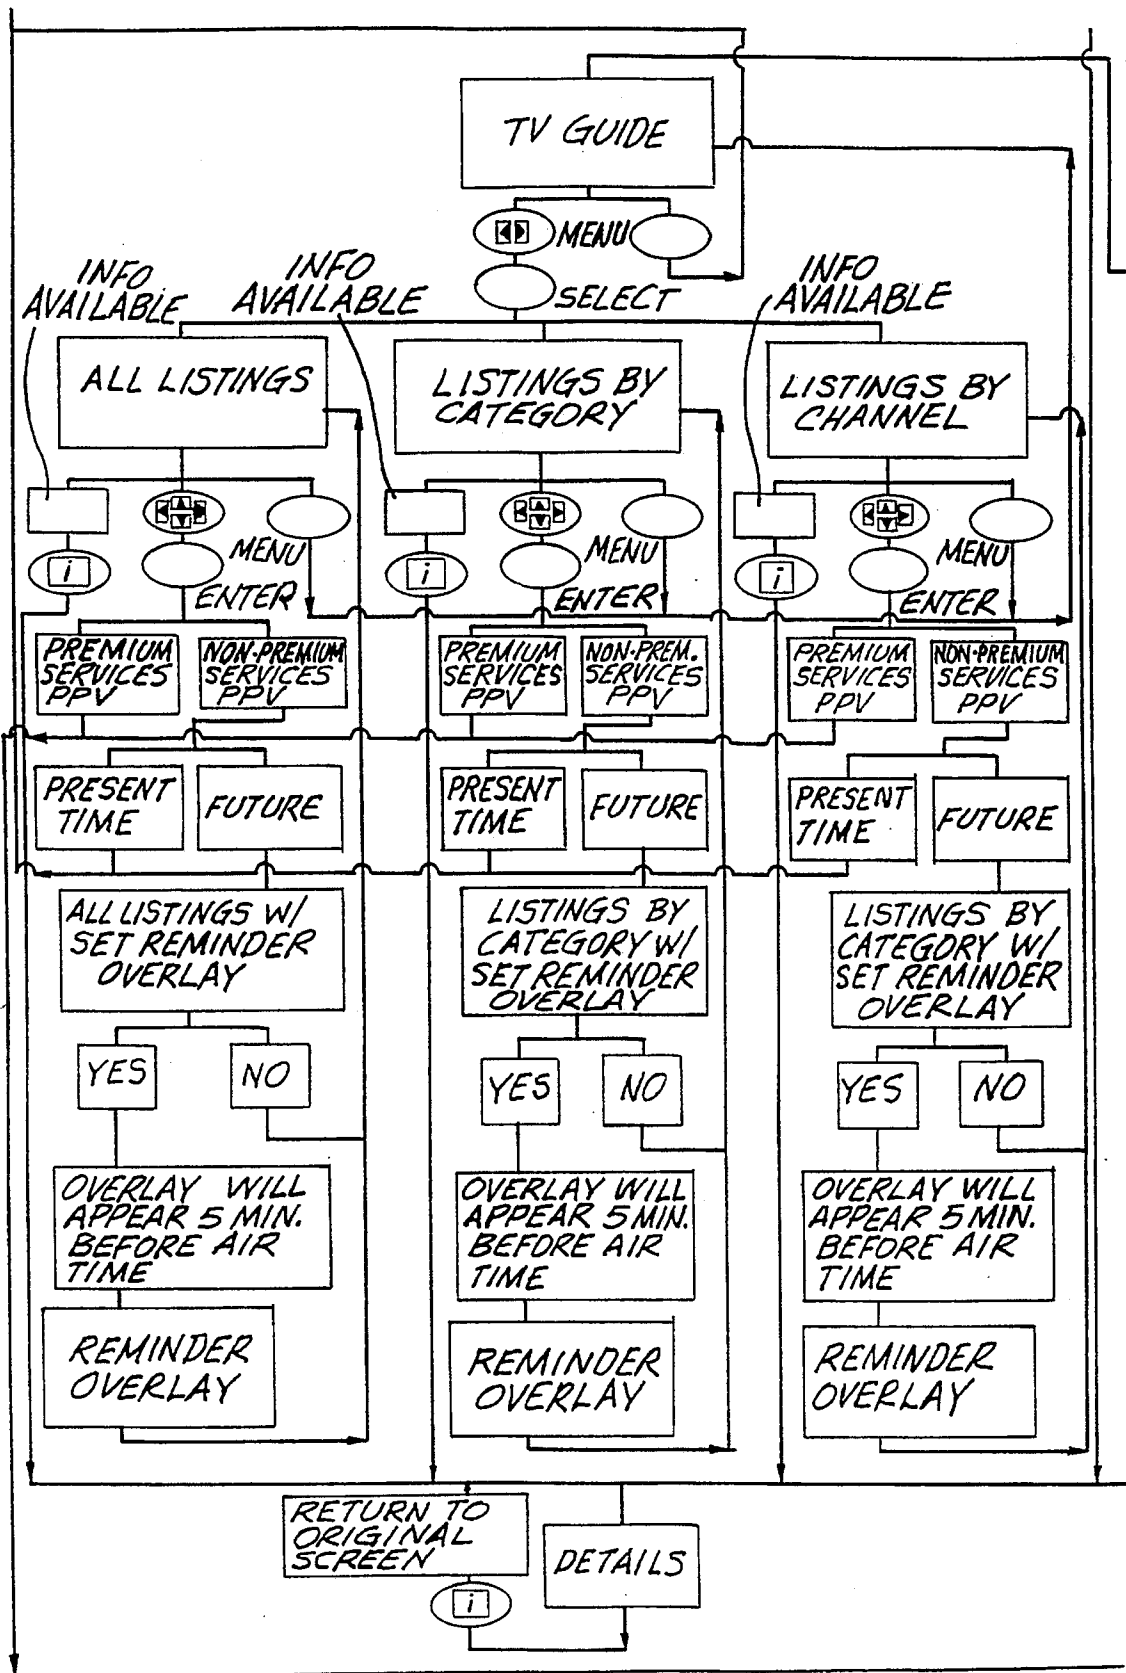 TV GUIDE
MENU
SELECT
INFO
AVAILABLE
INFO
AVAILABLE
INFO
AVAILABLE
ALL LISTINGS
LISTINGS BY
CATEGORY
LISTINGS BY
CHANNEL
i
MENU
ENTER
i
MENU
ENTER
i
MENU
ENTER
PREMIUM
SERVICES
PPV
NON-PREMIUM
SERVICES
PPV
PREMIUM
SERVICES
PPV
NON-PREM.
SERVICES
PPV
PREMIUM
SERVICES
PPV
NON-PREMIUM
SERVICES
PPV
PRESENT
TIME
FUTURE
PRESENT
TIME
FUTURE
PRESENT
TIME
FUTURE
ALL LISTINGS W/
SET REMINDER
OVERLAY
LISTINGS BY
CATEGORY W/
SET REMINDER
OVERLAY
LISTINGS BY
CATEGORY W/
SET REMINDER
OVERLAY
YES
NO
YES
NO
YES
NO
OVERLAY WILL
APPEAR 5 MIN.
BEFORE AIR
TIME
OVERLAY WILL
APPEAR 5 MIN.
BEFORE AIR
TIME
OVERLAY WILL
APPEAR 5 MIN.
BEFORE AIR
TIME
REMINDER
OVERLAY
REMINDER
OVERLAY
REMINDER
OVERLAY
RETURN TO
ORIGINAL
SCREEN
DETAILS
i